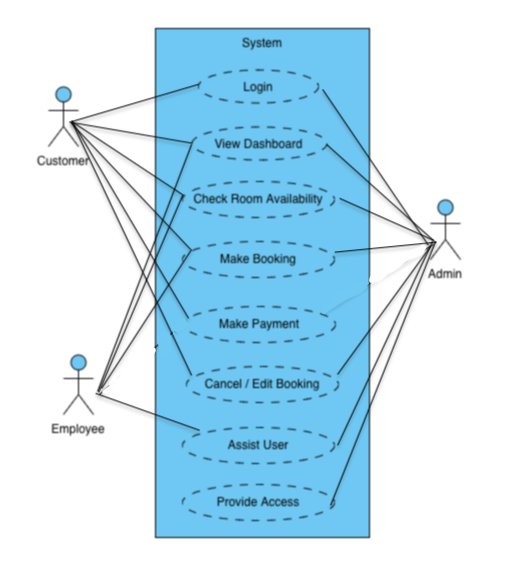 System
Login
View Dashboard
Check Room Availability
Make Booking
Make Payment
Cancel / Edit Booking
Assist User
Provide Access
Customer
Employee
Admin